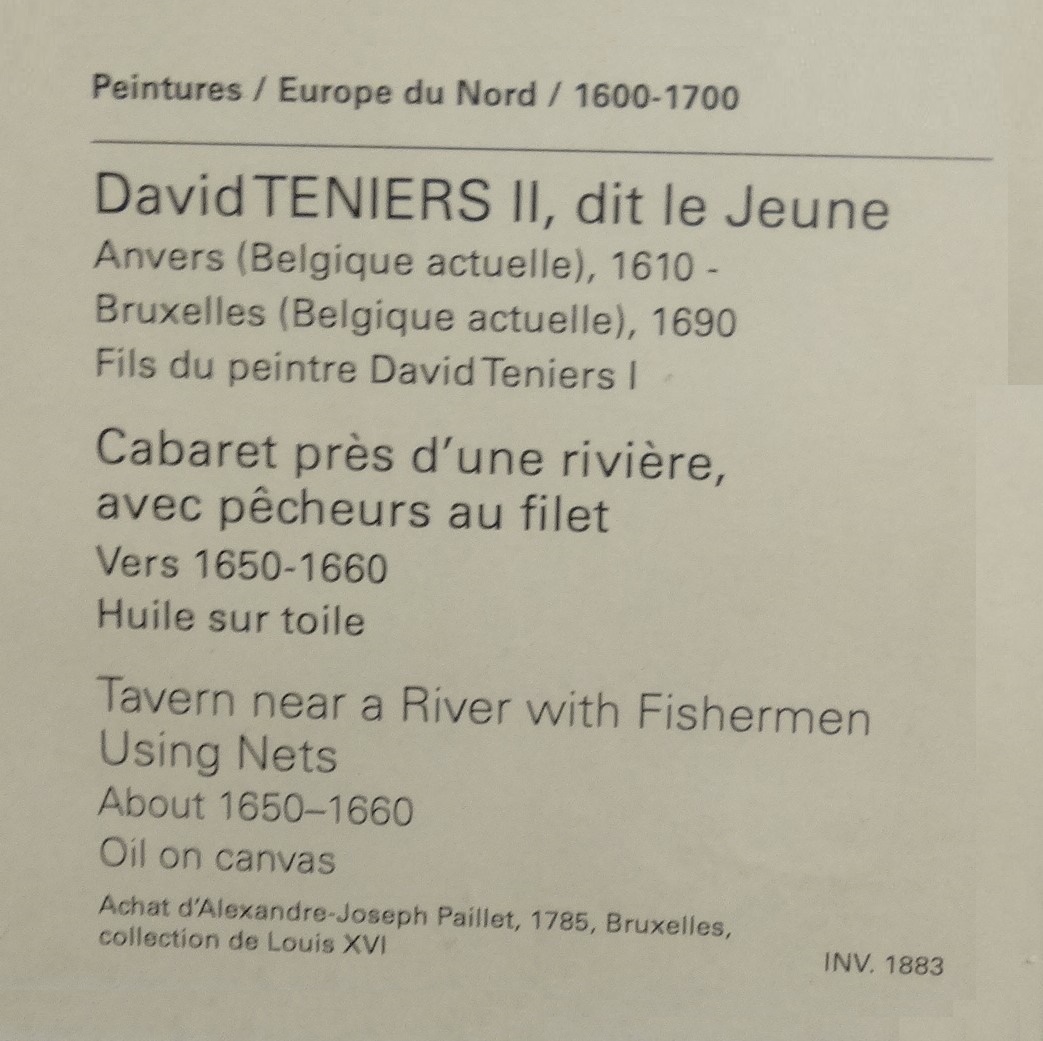 Peintures / Europe du Nord / 1600-1700
David TENIERS II, dit le Jeune
Anvers (Belgique actuelle), 1610 -
Bruxelles (Belgique actuelle), 1690
Fils du peintre David Teniers I
Cabaret près d'une rivière,
avec pêcheurs au filet
Vers 1650-1660
Huile sur toile
Tavern near a River with Fishermen
Using Nets
About 1650–1660
Oil on canvas
Achat d'Alexandre-Joseph Paillet, 1785, Bruxelles,
collection de Louis XVI
INV. 1883